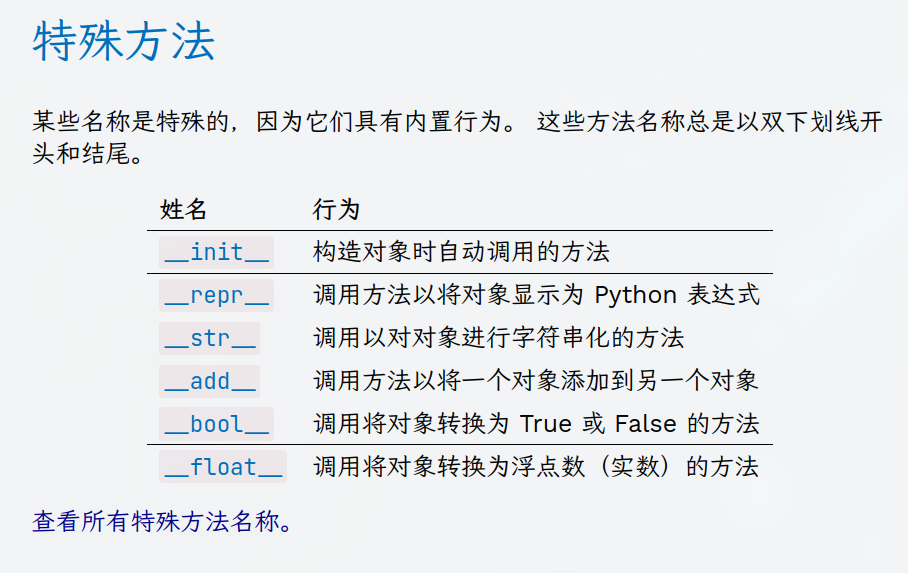 特殊方法
某些名称是特殊的，因为它们具有内置行为。 这些方法名称总是以双下划线开
头和结尾。
姓名 行为
__init__ 构造对象时自动调用的方法
__repr__ 调用方法以将对象显示为 Python 表达式
__str__ 调用以对对象进行字符串化的方法
__add__ 调用方法以将一个对象添加到另一个对象
__bool__ 调用将对象转换为 True 或 False 的方法
__float__ 调用将对象转换为浮点数（实数）的方法
查看所有特殊方法名称。